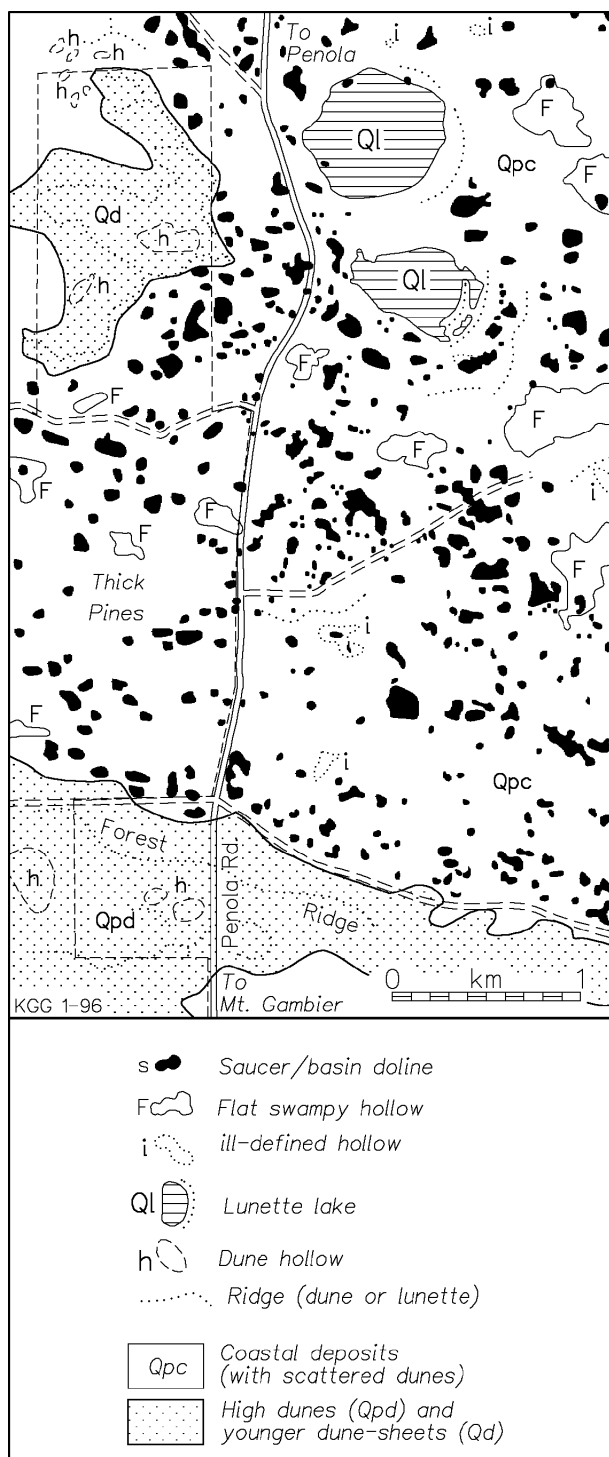 To
Penola
h
h
i
i
h
F
Ql
Qpc
F
Qd
h
Ql
h
F
F
F
F
F
F
i
F
F
Thick
Pines
i
F
i
Qpc
Forest
h
h
Qpd
Penola Rd.
Ridge
0 km 1
To
Mt. Gambier
KGG 1-96
s Saucer/basin doline
F Flat swampy hollow
i ill-defined hollow
Ql Lunette lake
h Dune hollow
Ridge (dune or lunette)
Qpc Coastal deposits
(with scattered dunes)
High dunes (Qpd) and
younger dune-sheets (Qd)